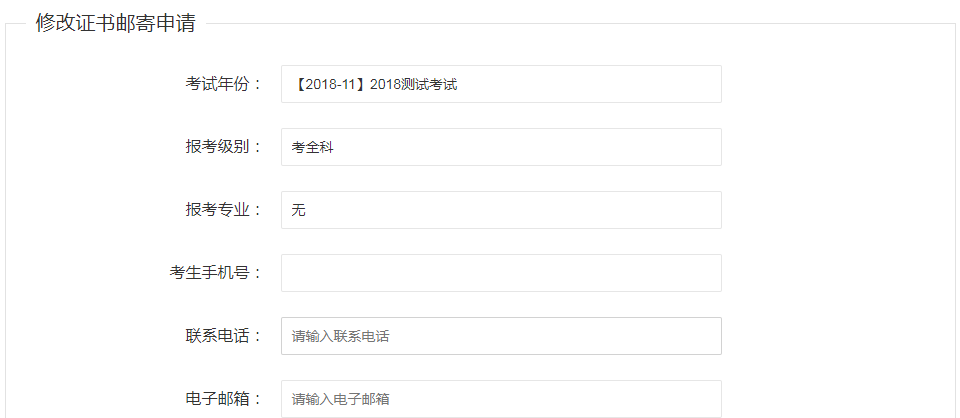 修改证书邮寄申请
考试年份： 【2018-11】2018测试考试
报考级别： 考全科
报考专业： 无
考生手机号：
联系电话： 请输入联系电话
电子邮箱： 请输入电子邮箱